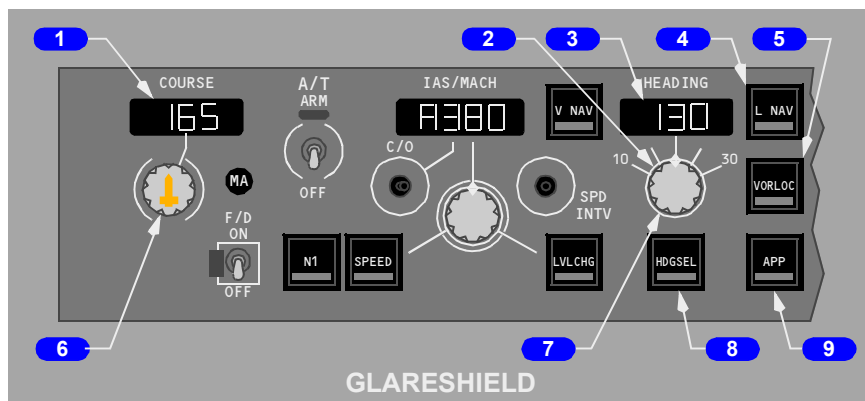 1
2
3
4
5
COURSE
A/T
ARM
IAS/MACH
HEADING
165
A380
V NAV
130
L NAV
C/O
10
30
OFF
MA
SPD
INTV
VORLOC
F/D
ON
N1
SPEED
LVLCHG
HDGSEL
APP
OFF
6
7
8
9
GLARESHIELD